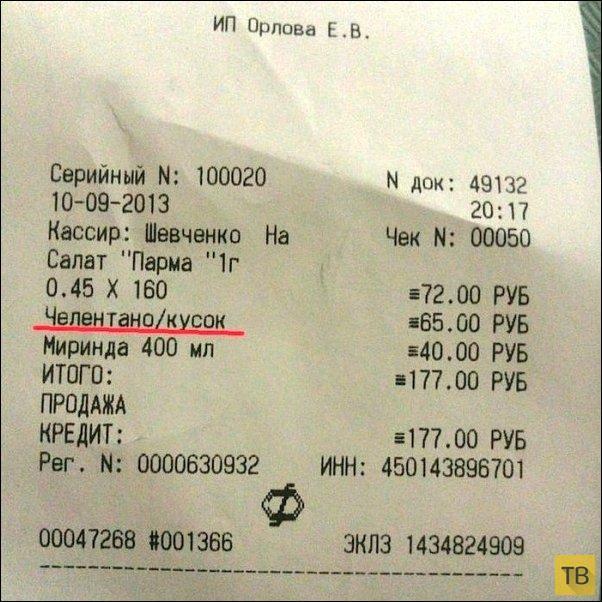 ИП Орлова Е.В.
Серийный N: 100020 N док: 49132
10-09-2013 20:17
Кассир: Шевченко На Чек N: 00050
Салат "Парма "1г
0.45 X 160 ≡72.00 РУБ
Челентано/кусок ≡65.00 РУБ
Миринда 400 мл ≡40.00 РУБ
ИТОГО: ≡177.00 РУБ
ПРОДАЖА
КРЕДИТ: ≡177.00 РУБ
Рег. N: 0000630932 ИНН: 450143896701
00047268 #001366 ЭКЛЗ 1434824909
ТВ